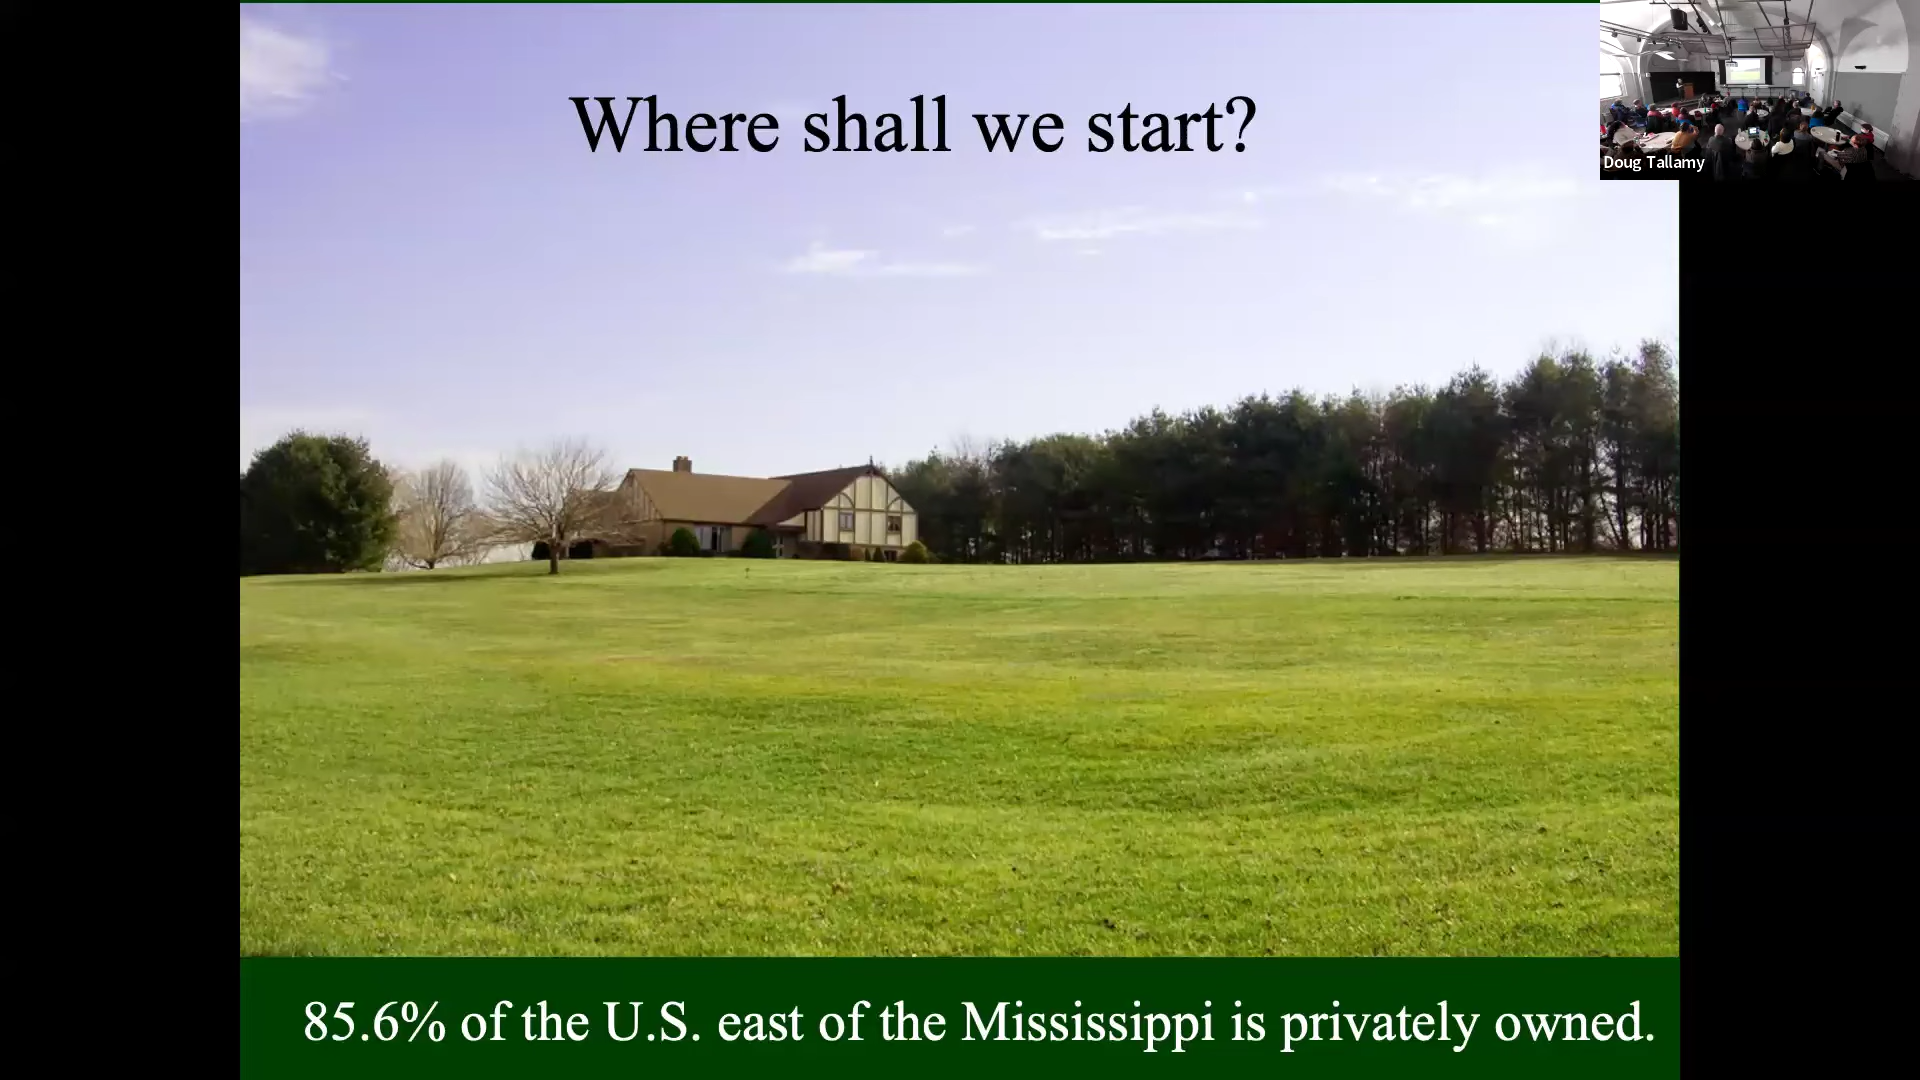 Where shall we start?
Doug Tallamy
85.6% of the U.S. east of the Mississippi is privately owned.